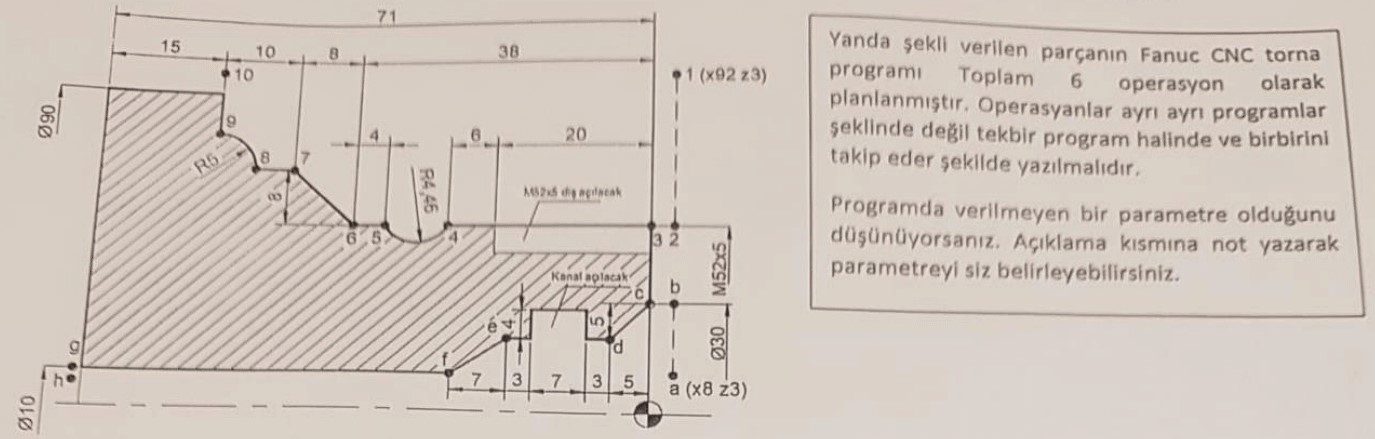 71
15
10
8
38
10
1 (x92 z3)
Ø90
9
4
6
20
R5
8
7
R4,45
M52x5 diş açılacak
8
6
5
4
3
2
M52x5
Kanal açılacak
c
b
é
4
5
d
Ø30
g
f
h
7
3
7
3
5
a (x8 z3)
Ø10
Yanda şekli verilen parçanın Fanuc CNC torna
programı Toplam 6 operasyon olarak
planlanmıştır. Operasyanlar ayrı ayrı programlar
şeklinde değil tekbir program halinde ve birbirini
takip eder şekilde yazılmalıdır.
Programda verilmeyen bir parametre olduğunu
düşünüyorsanız. Açıklama kısmına not yazarak
parametreyi siz belirleyebilirsiniz.